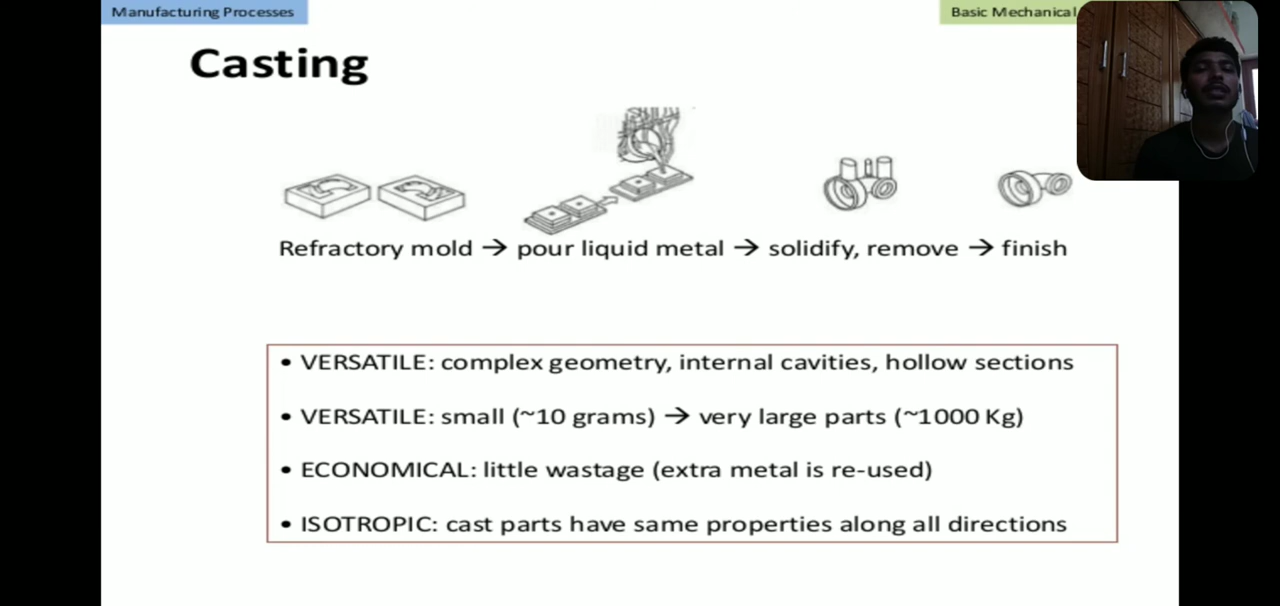 Manufacturing Processes
Basic Mechanical
Casting
Refractory mold → pour liquid metal → solidify, remove → finish
• VERSATILE: complex geometry, internal cavities, hollow sections
• VERSATILE: small (~10 grams) → very large parts (~1000 Kg)
• ECONOMICAL: little wastage (extra metal is re-used)
• ISOTROPIC: cast parts have same properties along all directions